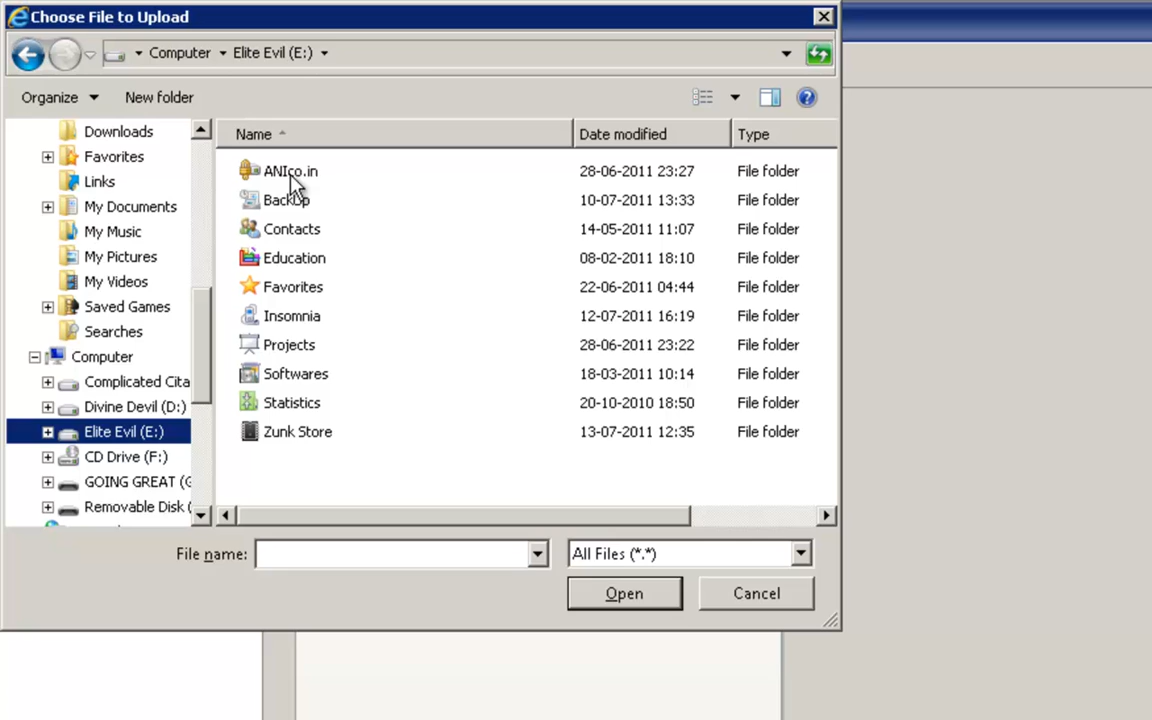 Choose File to Upload
Computer Elite Evil (E:)
Organize New folder
Name Date modified Type
Downloads
Favorites
Links
My Documents
My Music
My Pictures
My Videos
Saved Games
Searches
Computer
Complicated Cita
Divine Devil (D:)
Elite Evil (E:)
CD Drive (F:)
GOING GREAT (G
Removable Disk (
ANIco.in 28-06-2011 23:27 File folder
Backup 10-07-2011 13:33 File folder
Contacts 14-05-2011 11:07 File folder
Education 08-02-2011 18:10 File folder
Favorites 22-06-2011 04:44 File folder
Insomnia 12-07-2011 16:19 File folder
Projects 28-06-2011 23:22 File folder
Softwares 18-03-2011 10:14 File folder
Statistics 20-10-2010 18:50 File folder
Zunk Store 13-07-2011 12:35 File folder
File name: All Files (*.*)
Open Cancel